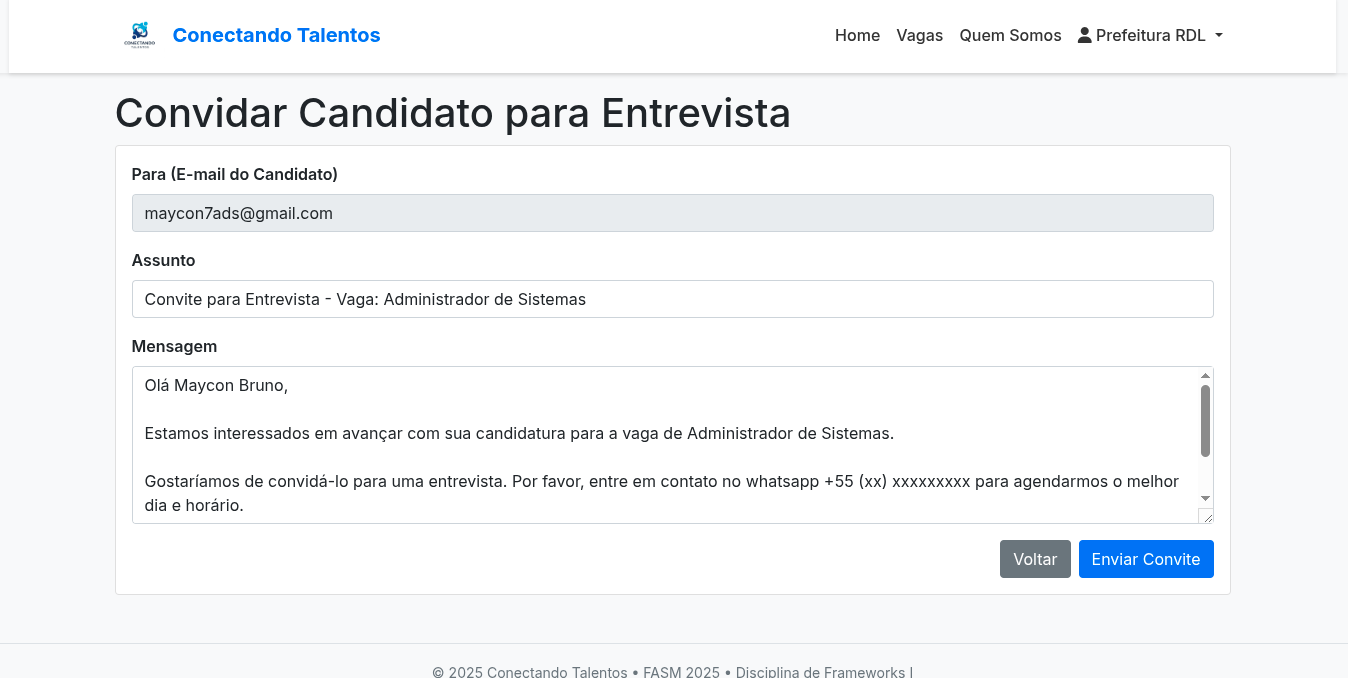 CONECTANDO
TALENTOS
Conectando Talentos
Home
Vagas
Quem Somos
Prefeitura RDL
Convidar Candidato para Entrevista
Para (E-mail do Candidato)
maycon7ads@gmail.com
Assunto
Convite para Entrevista - Vaga: Administrador de Sistemas
Mensagem
Olá Maycon Bruno,
Estamos interessados em avançar com sua candidatura para a vaga de Administrador de Sistemas.
Gostaríamos de convidá-lo para uma entrevista. Por favor, entre em contato no whatsapp +55 (xx) xxxxxxxxx para agendarmos o melhor
dia e horário.
Voltar
Enviar Convite
© 2025 Conectando Talentos • FASM 2025 • Disciplina de Frameworks I